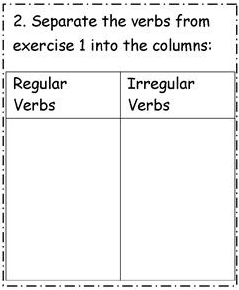 2. Separate the verbs from
exercise 1 into the columns:
Regular Verbs
Irregular Verbs